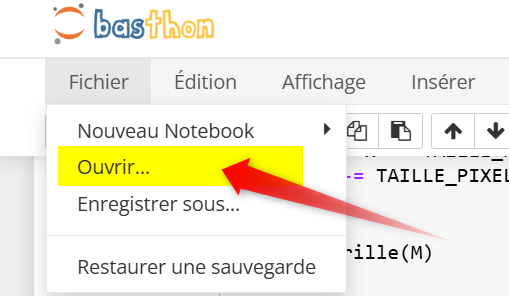 basthon
Fichier Édition Affichage Insérer
Nouveau Notebook
Ouvrir...
-= TAILLE_PIXEL
Enregistrer sous...
rille(M)
Restaurer une sauvegarde